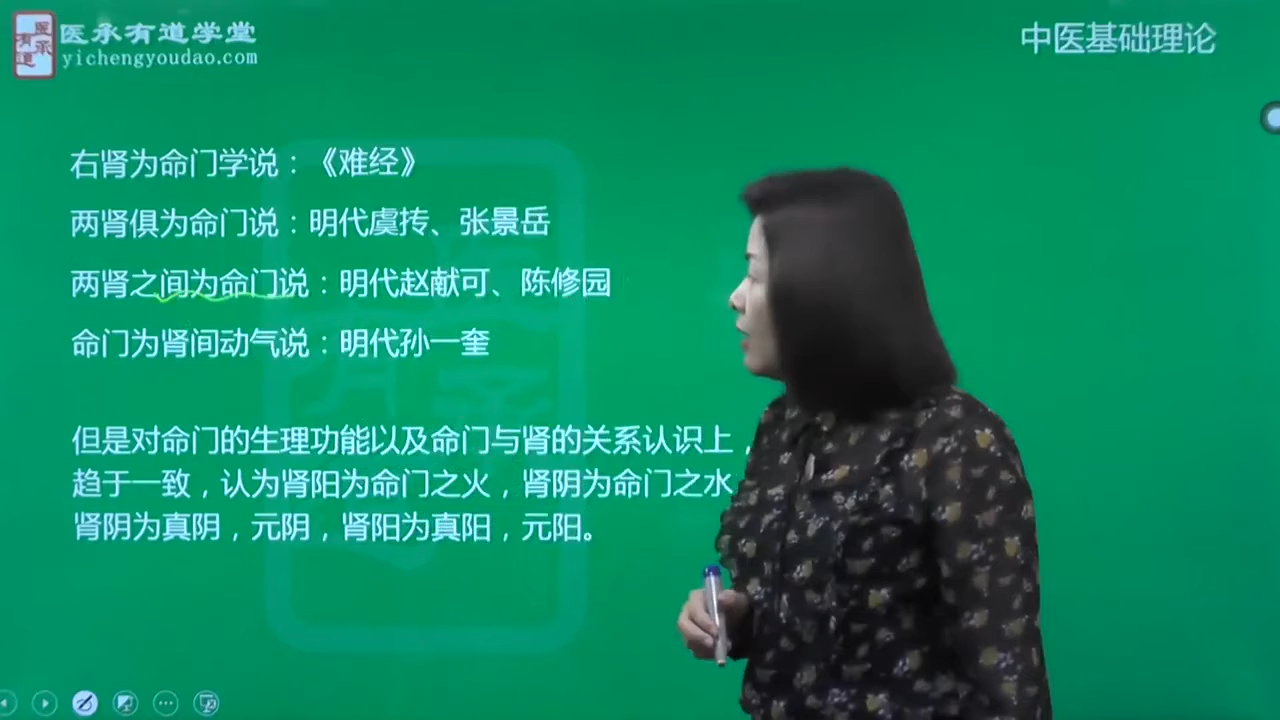 医承有道
医承有道学堂
yichengyoudao.com
中医基础理论
右肾为命门学说：《难经》
两肾俱为命门说：明代虞抟、张景岳
两肾之间为命门说：明代赵献可、陈修园
命门为肾间动气说：明代孙一奎
但是对命门的生理功能以及命门与肾的关系认识上，
趋于一致，认为肾阳为命门之火，肾阴为命门之水
肾阴为真阴，元阴，肾阳为真阳，元阳。